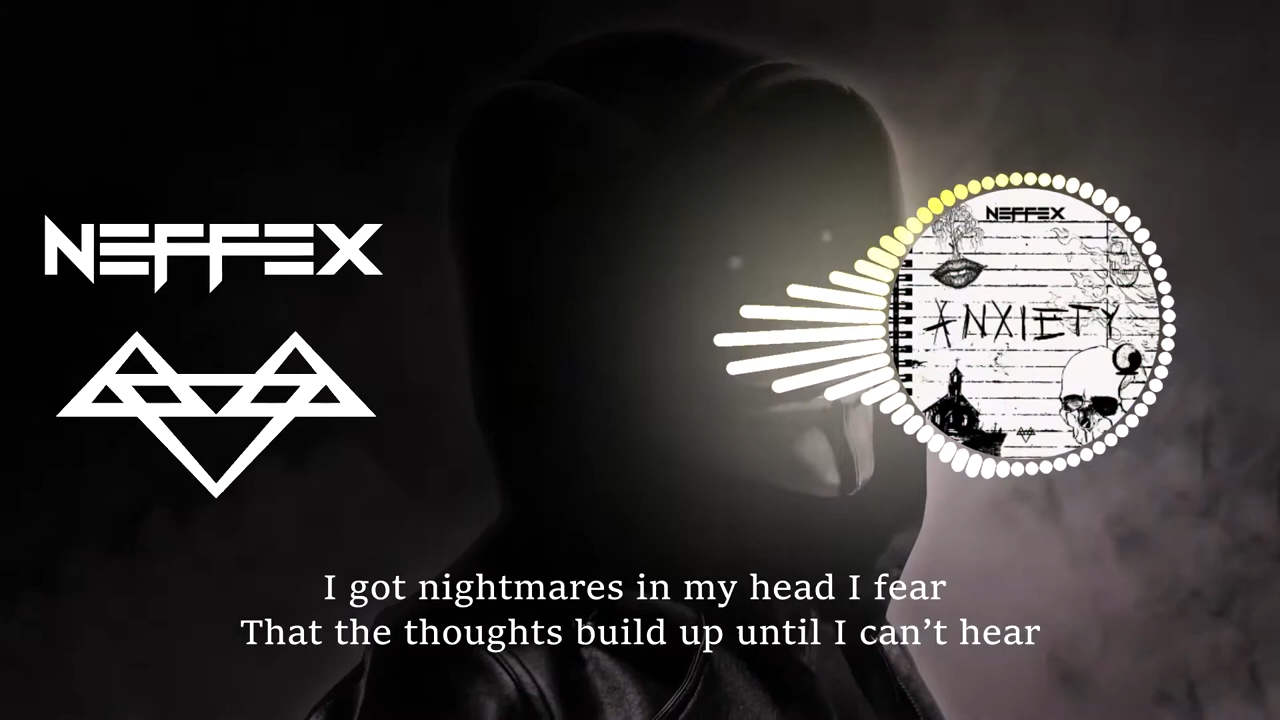 NEFFEX
NEFFEX
ANXIETY
I got nightmares in my head I fear
That the thoughts build up until I can’t hear